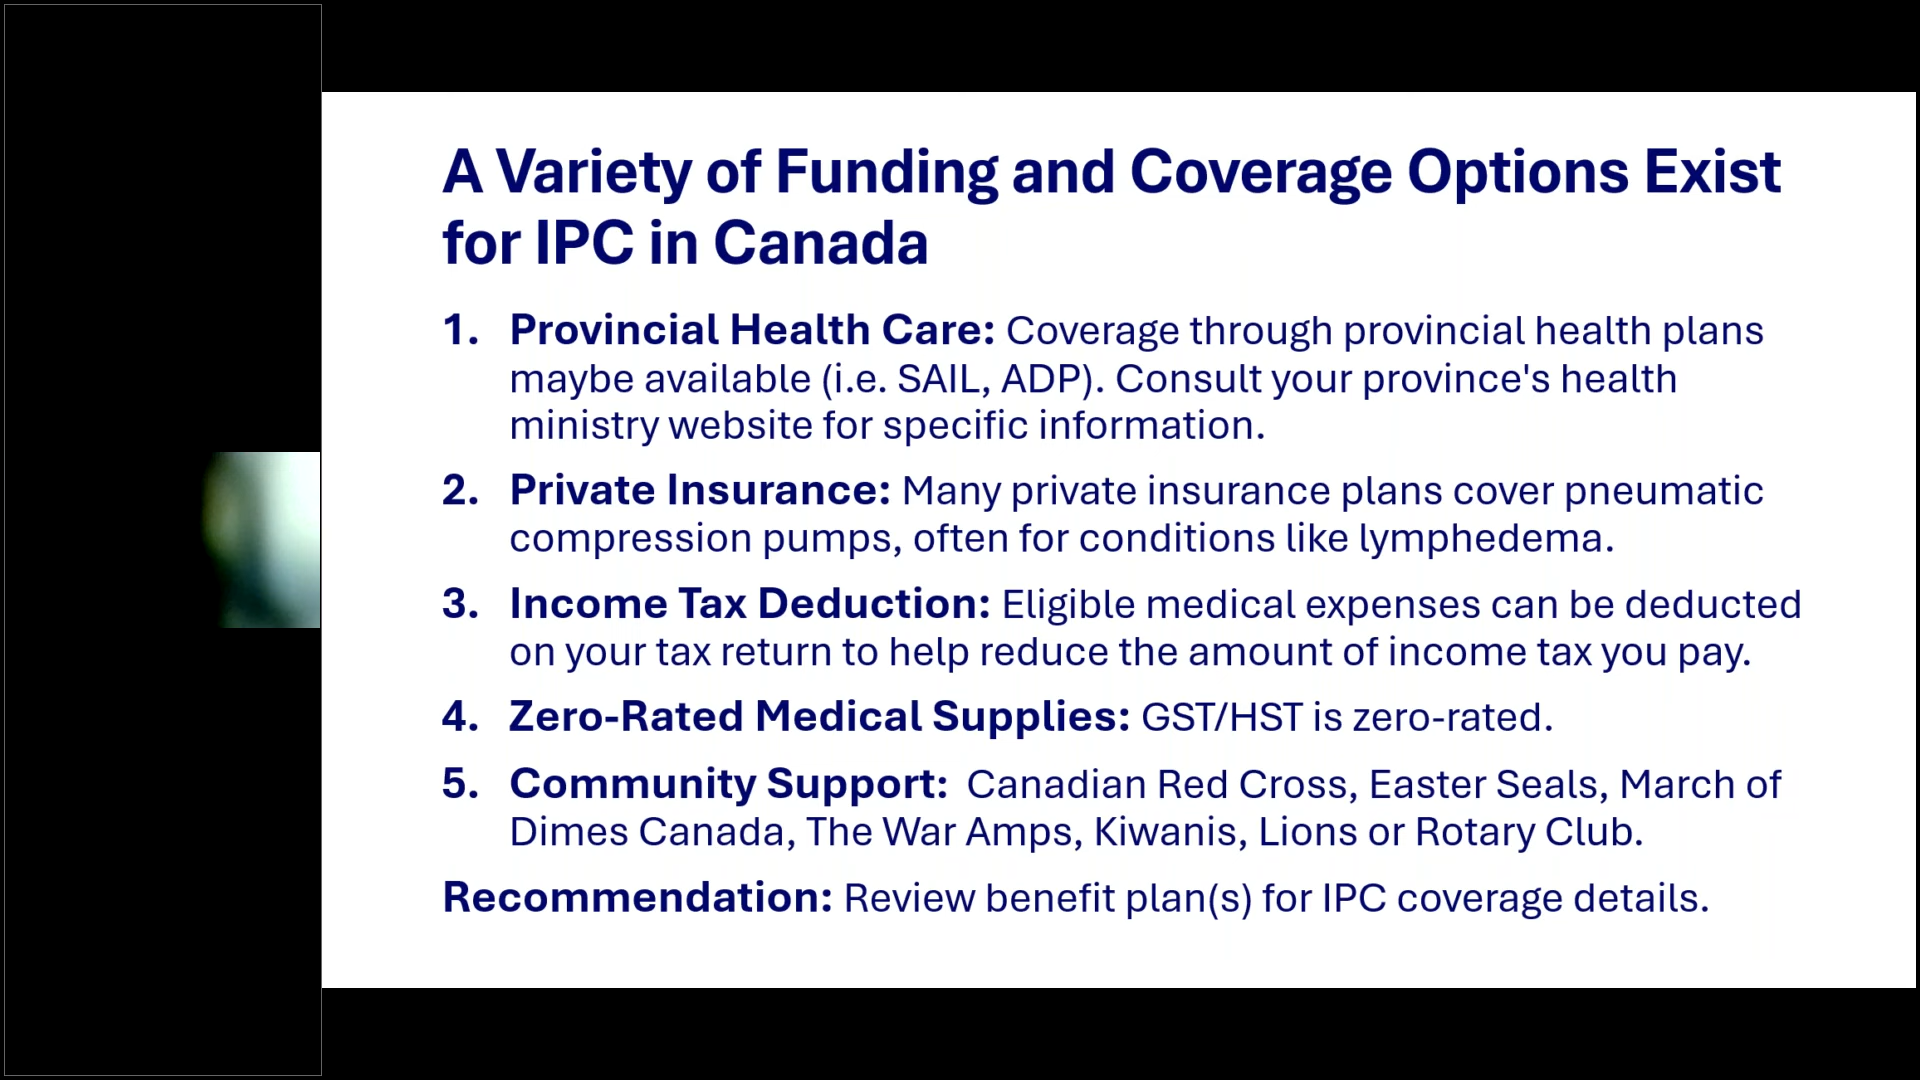 A Variety of Funding and Coverage Options Exist
for IPC in Canada
1. Provincial Health Care: Coverage through provincial health plans
maybe available (i.e. SAIL, ADP). Consult your province's health
ministry website for specific information.
2. Private Insurance: Many private insurance plans cover pneumatic
compression pumps, often for conditions like lymphedema.
3. Income Tax Deduction: Eligible medical expenses can be deducted
on your tax return to help reduce the amount of income tax you pay.
4. Zero-Rated Medical Supplies: GST/HST is zero-rated.
5. Community Support: Canadian Red Cross, Easter Seals, March of
Dimes Canada, The War Amps, Kiwanis, Lions or Rotary Club.
Recommendation: Review benefit plan(s) for IPC coverage details.